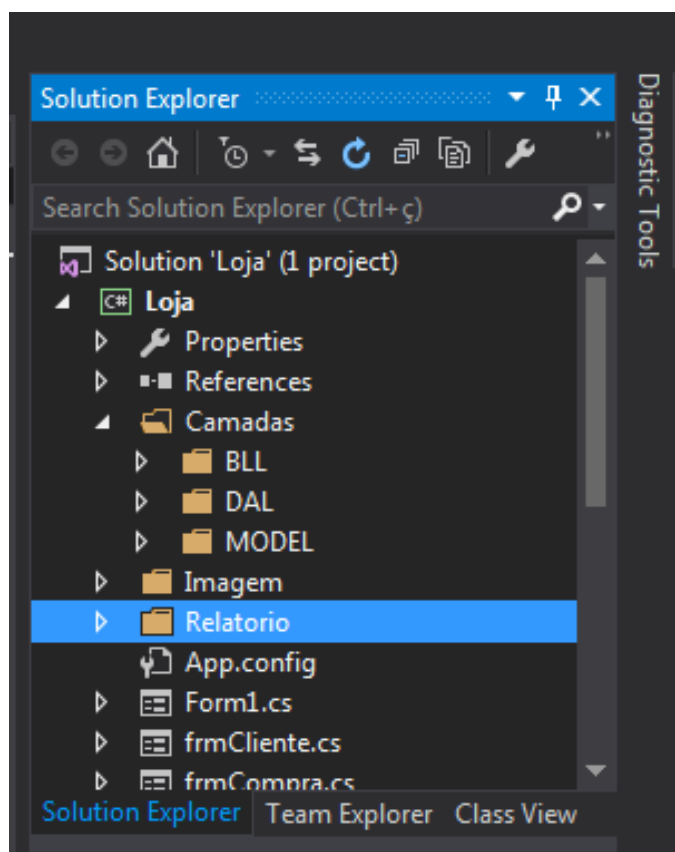 Solution Explorer
Search Solution Explorer (Ctrl+ç)
Solution 'Loja' (1 project)
C# Loja
Properties
References
Camadas
BLL
DAL
MODEL
Imagem
Relatorio
App.config
Form1.cs
frmCliente.cs
frmCompra.cs
Solution Explorer Team Explorer Class View
Diagnostic Tools